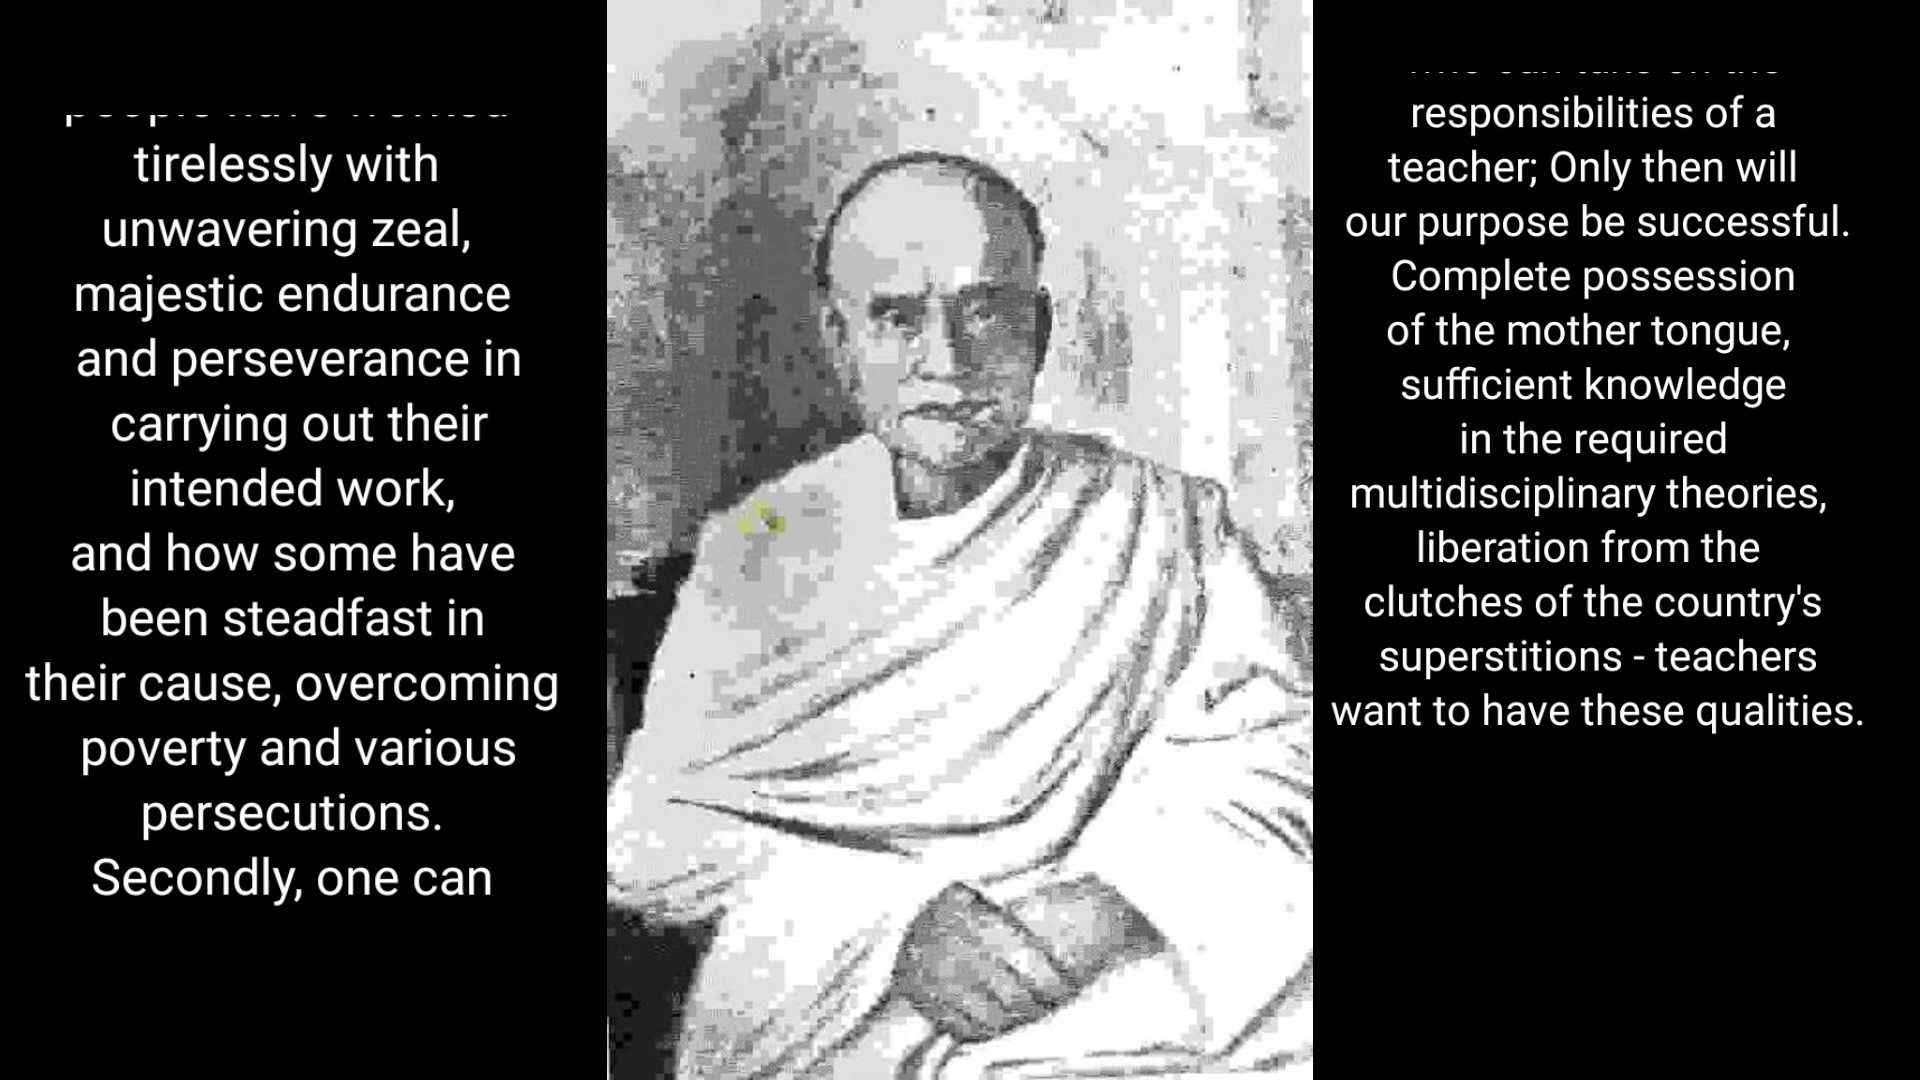 tirelessly with
unwavering zeal,
majestic endurance
and perseverance in
carrying out their
intended work,
and how some have
been steadfast in
their cause, overcoming
poverty and various
persecutions.
Secondly, one can
responsibilities of a
teacher; Only then will
our purpose be successful.
Complete possession
of the mother tongue,
sufficient knowledge
in the required
multidisciplinary theories,
liberation from the
clutches of the country's
superstitions - teachers
want to have these qualities.